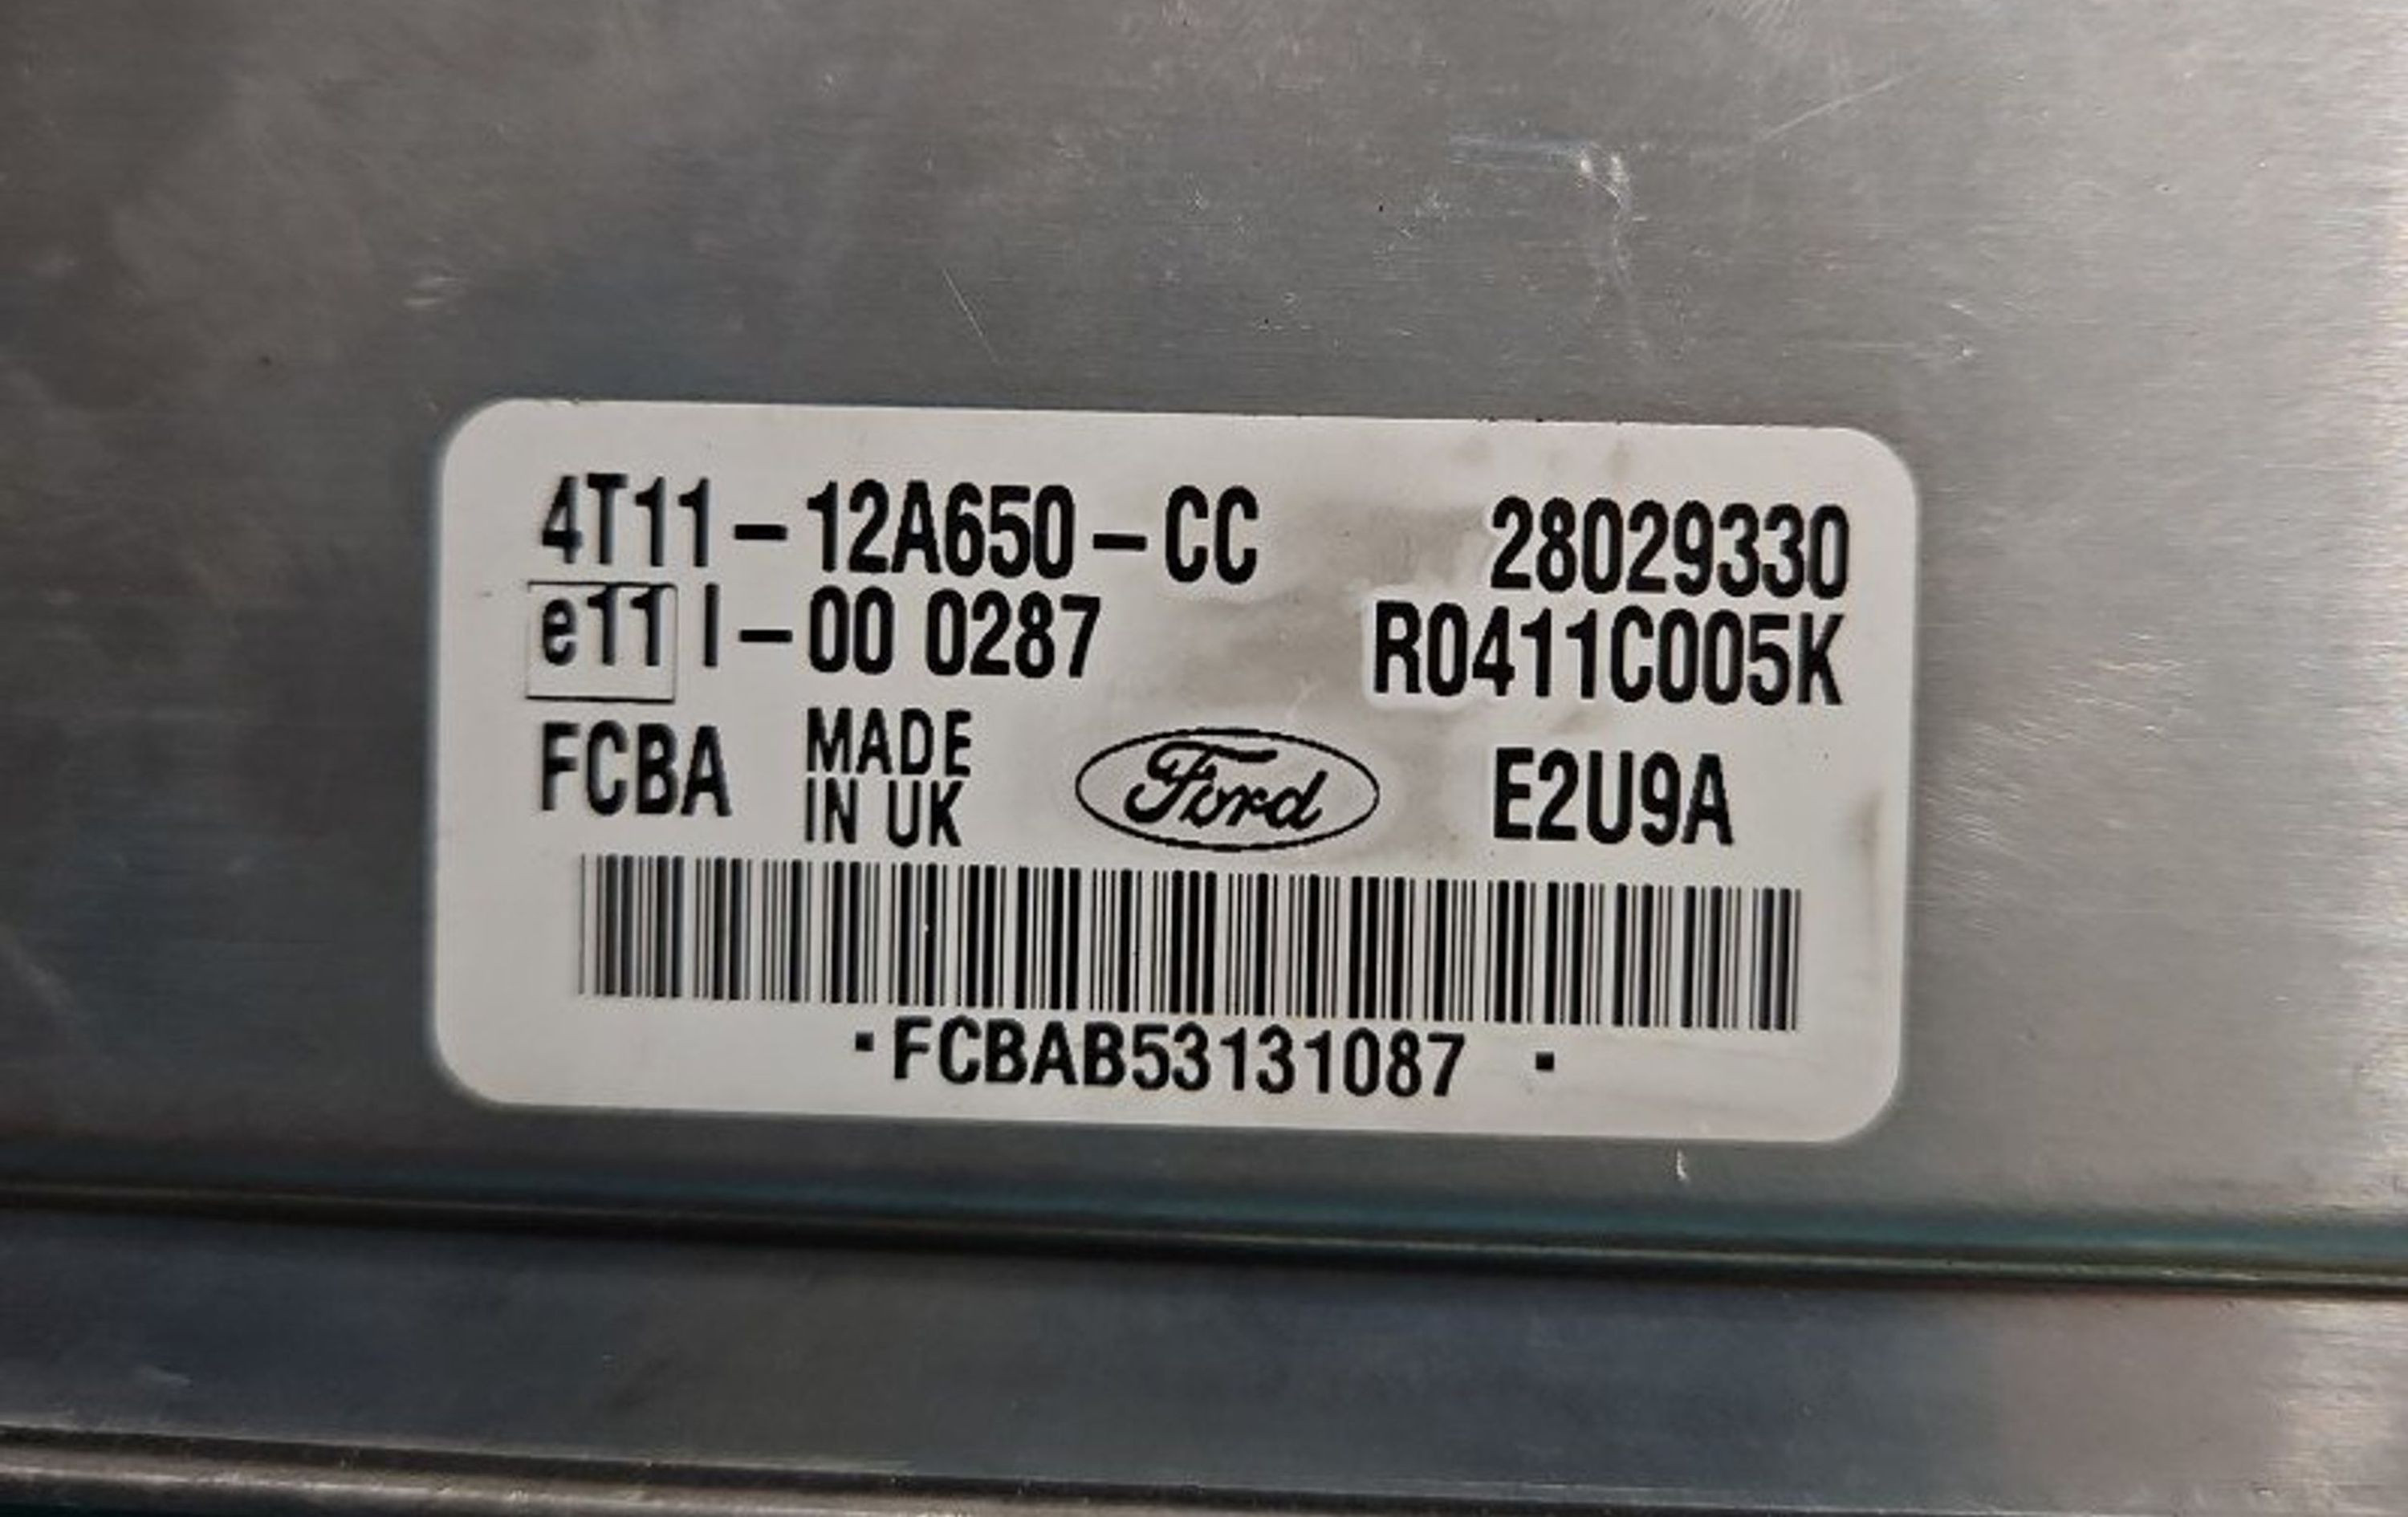 4T11-12A650-CC 28029330
e11 I-00 0287 R0411C005K
FCBA MADE IN UK Ford E2U9A
·FCBAB53131087 ·